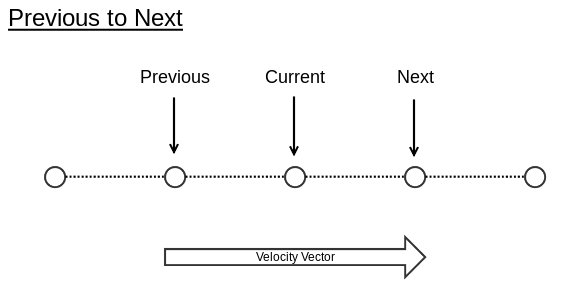 Previous to Next
Previous Current Next
Velocity Vector